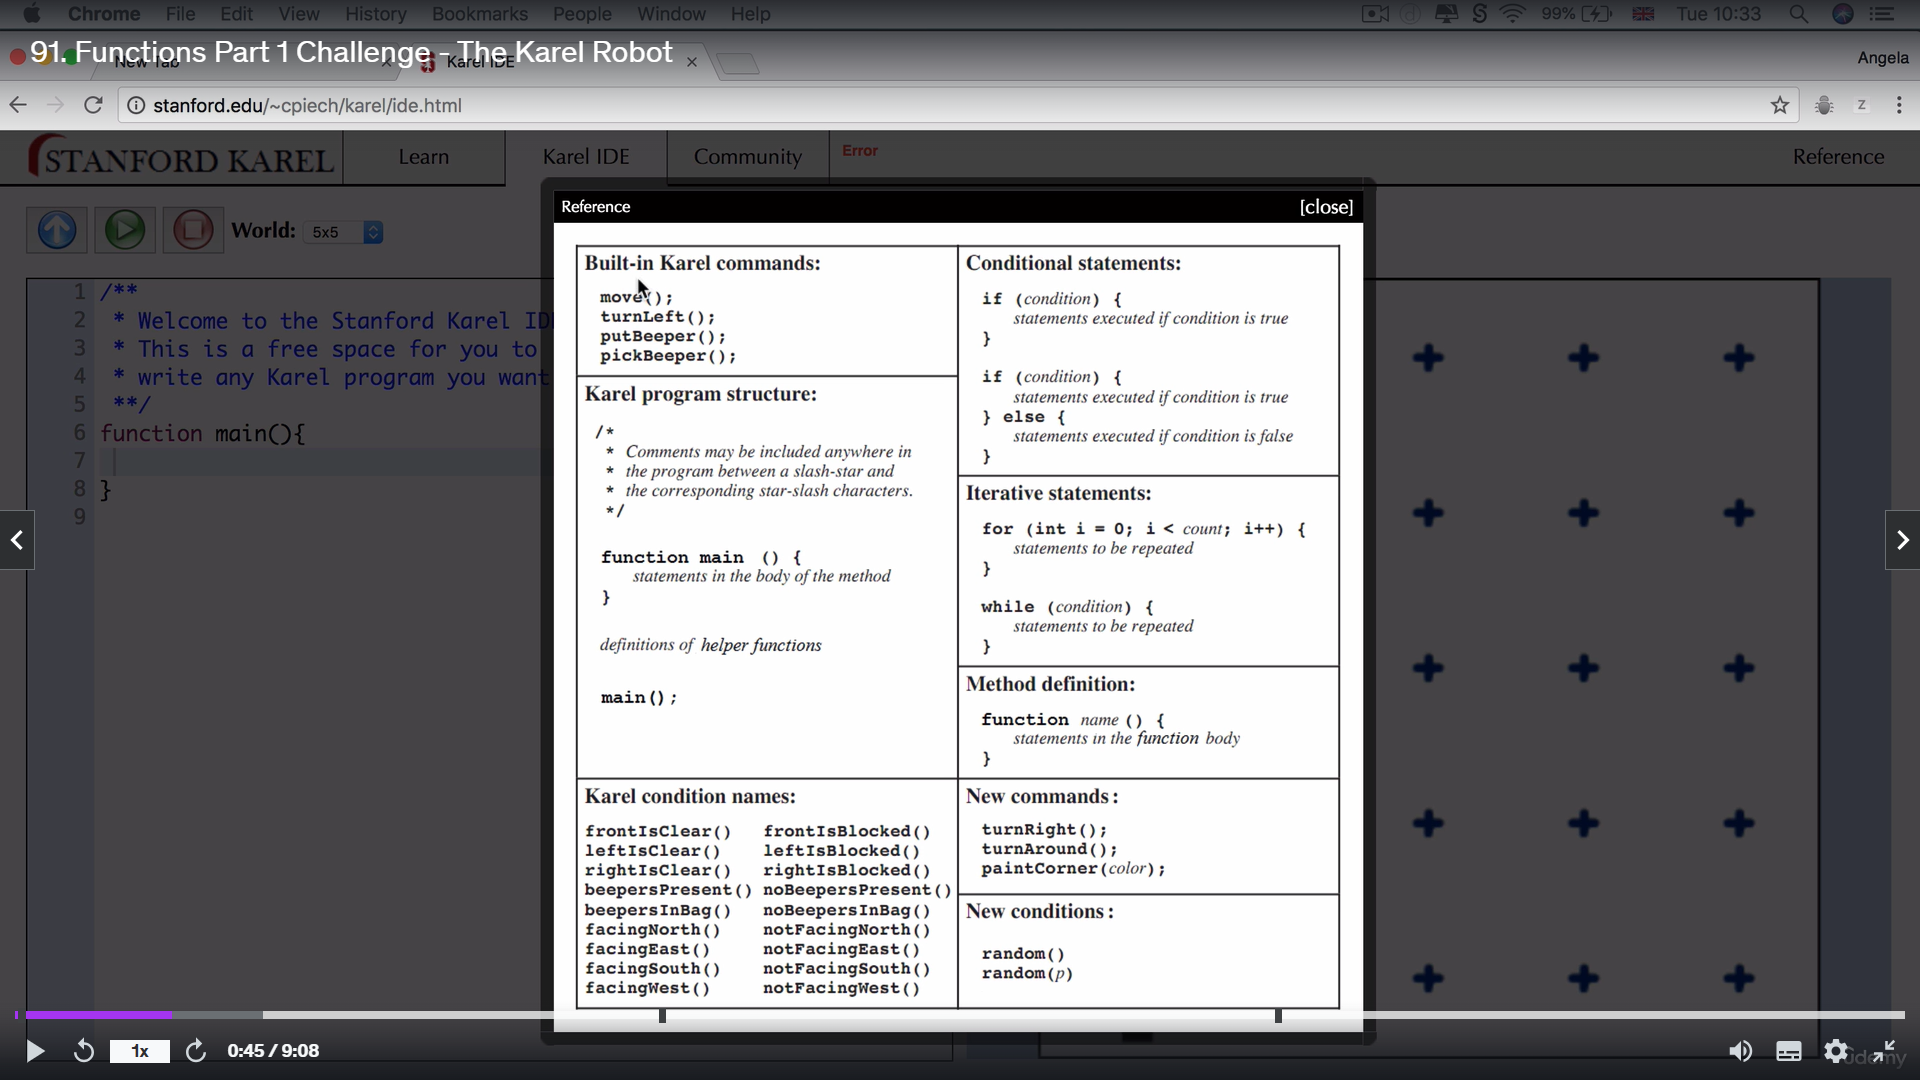 Chrome File Edit View History Bookmarks People Window Help 99% Tue 10:33
91. Functions Part 1 Challenge - The Karel Robot
New Tab Karel IDE Angela
stanford.edu/~cpiech/karel/ide.html
STANFORD KAREL Learn Karel IDE Community Error Reference
World: 5x5
1 /**
2 * Welcome to the Stanford Karel ID
3 * This is a free space for you to
4 * write any Karel program you want
5 **/
6 function main(){
7
8 }
9
Reference [close]
Built-in Karel commands:
move();
turnLeft();
putBeeper();
pickBeeper();
Karel program structure:
/*
* Comments may be included anywhere in
* the program between a slash-star and
* the corresponding star-slash characters.
*/
function main () {
statements in the body of the method
}
definitions of helper functions
main();
Karel condition names:
frontIsClear() frontIsBlocked()
leftIsClear() leftIsBlocked()
rightIsClear() rightIsBlocked()
beepersPresent() noBeepersPresent()
beepersInBag() noBeepersInBag()
facingNorth() notFacingNorth()
facingEast() notFacingEast()
facingSouth() notFacingSouth()
facingWest() notFacingWest()
Conditional statements:
if (condition) {
statements executed if condition is true
}
if (condition) {
statements executed if condition is true
} else {
statements executed if condition is false
}
Iterative statements:
for (int i = 0; i < count; i++) {
statements to be repeated
}
while (condition) {
statements to be repeated
}
Method definition:
function name () {
statements in the function body
}
New commands:
turnRight();
turnAround();
paintCorner(color);
New conditions:
random()
random(p)
1x 0:45 / 9:08
udemy